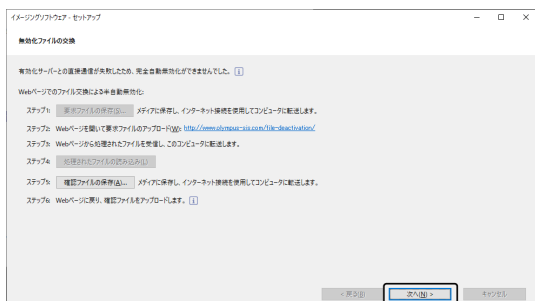 イメージングソフトウェア - セットアップ
無効化ファイルの交換
有効化サーバーとの直接通信が失敗したため、完全自動無効化ができませんでした。 i
Webページでのファイル交換による半自動無効化:
ステップ1: 要求ファイルの保存(S)... メディアに保存し、インターネット接続を使用してコンピュータに転送します。
ステップ2: Webページを開いて要求ファイルのアップロード(W): http://www.olympus-sis.com/file-deactivation/
ステップ3: Webページから処理されたファイルを受信し、このコンピュータに転送します。
ステップ4: 処理されたファイルの読み込み(L)
ステップ5: 確認ファイルの保存(A)... メディアに保存し、インターネット接続を使用してコンピュータに転送します。
ステップ6: Webページに戻り、確認ファイルをアップロードします。 i
< 戻る(B) 次へ(N) > キャンセル